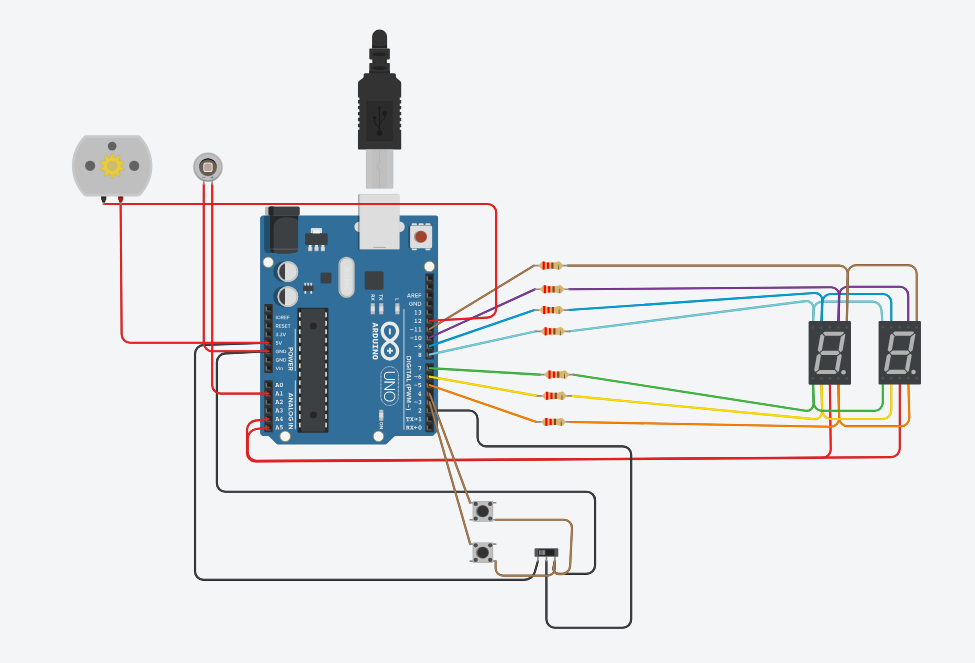 AREF
GND
13
12
~11
~10
~9
8
7
~6
~5
4
~3
2
TX→1
RX←0
IOREF
RESET
3.3V
5V
GND
GND
Vin
A0
A1
A2
A3
A4
A5
POWER
ANALOG IN
DIGITAL (PWM~)
ARDUINO
UNO
RX
TX
L
ON